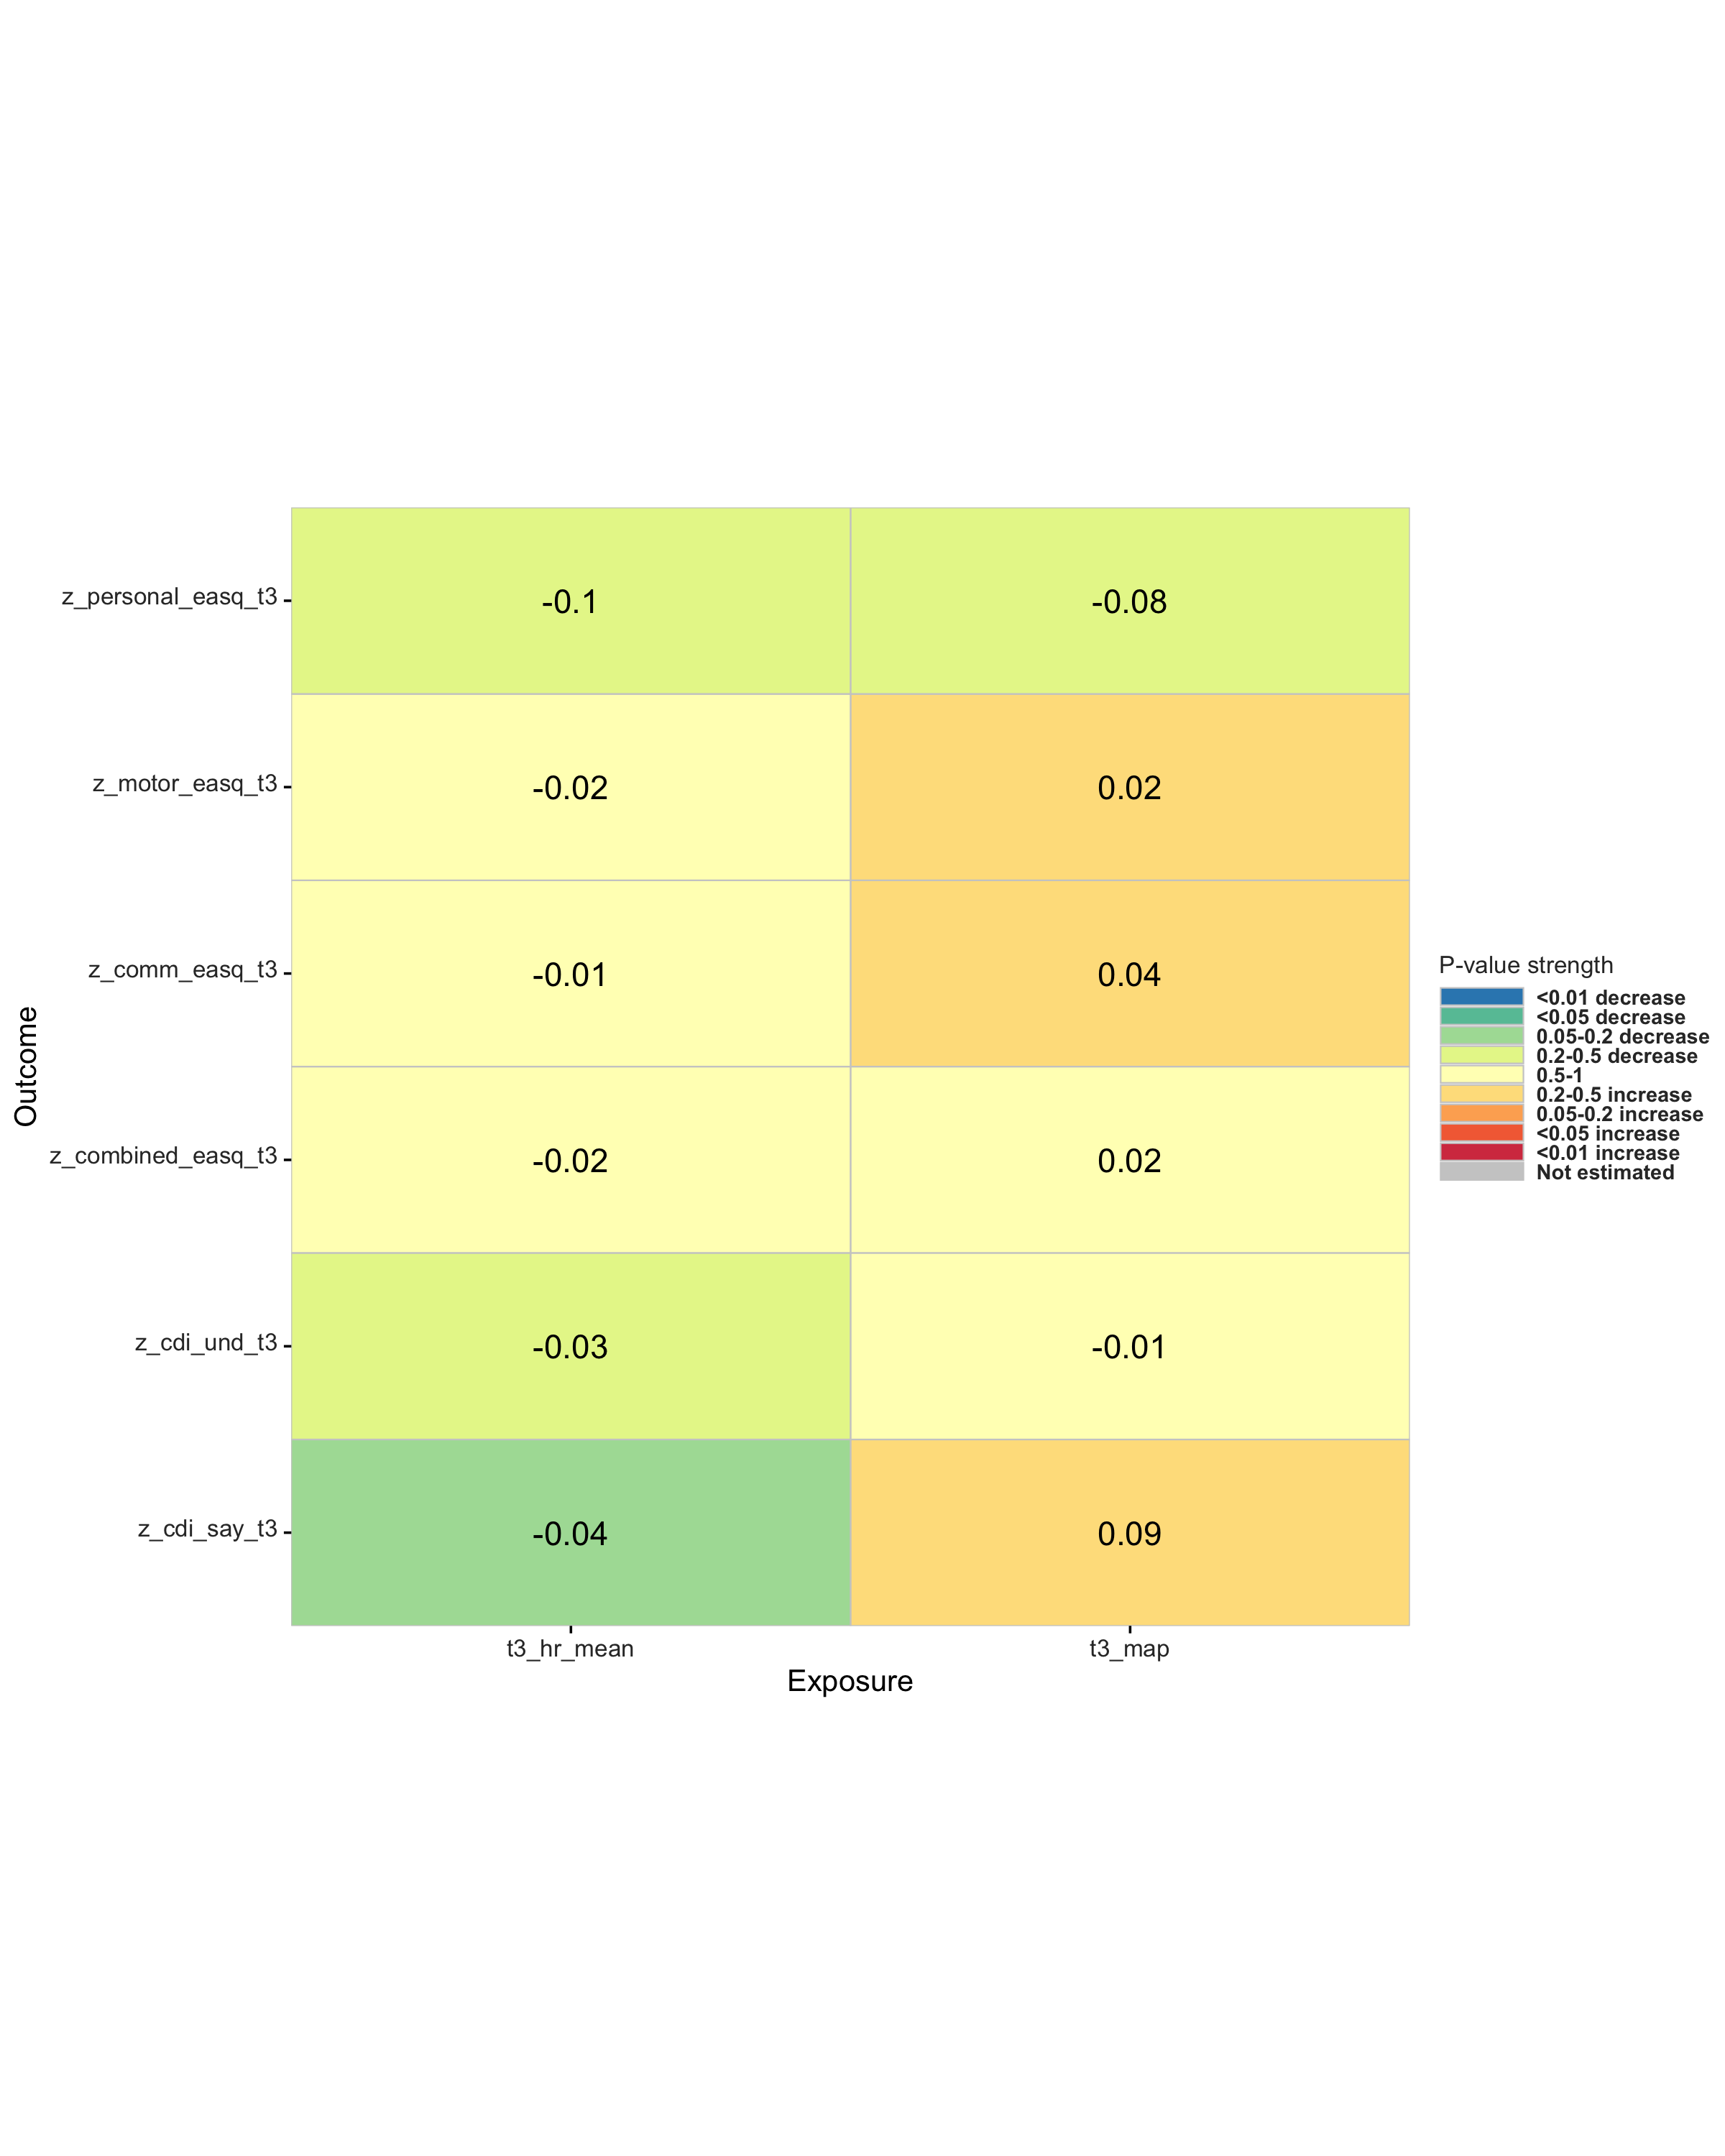 z_personal_easq_t3 -0.1 -0.08
z_motor_easq_t3 -0.02 0.02
z_comm_easq_t3 -0.01 0.04
z_combined_easq_t3 -0.02 0.02
z_cdi_und_t3 -0.03 -0.01
z_cdi_say_t3 -0.04 0.09
Outcome
t3_hr_mean t3_map
Exposure
P-value strength
<0.01 decrease
<0.05 decrease
0.05-0.2 decrease
0.2-0.5 decrease
0.5-1
0.2-0.5 increase
0.05-0.2 increase
<0.05 increase
<0.01 increase
Not estimated